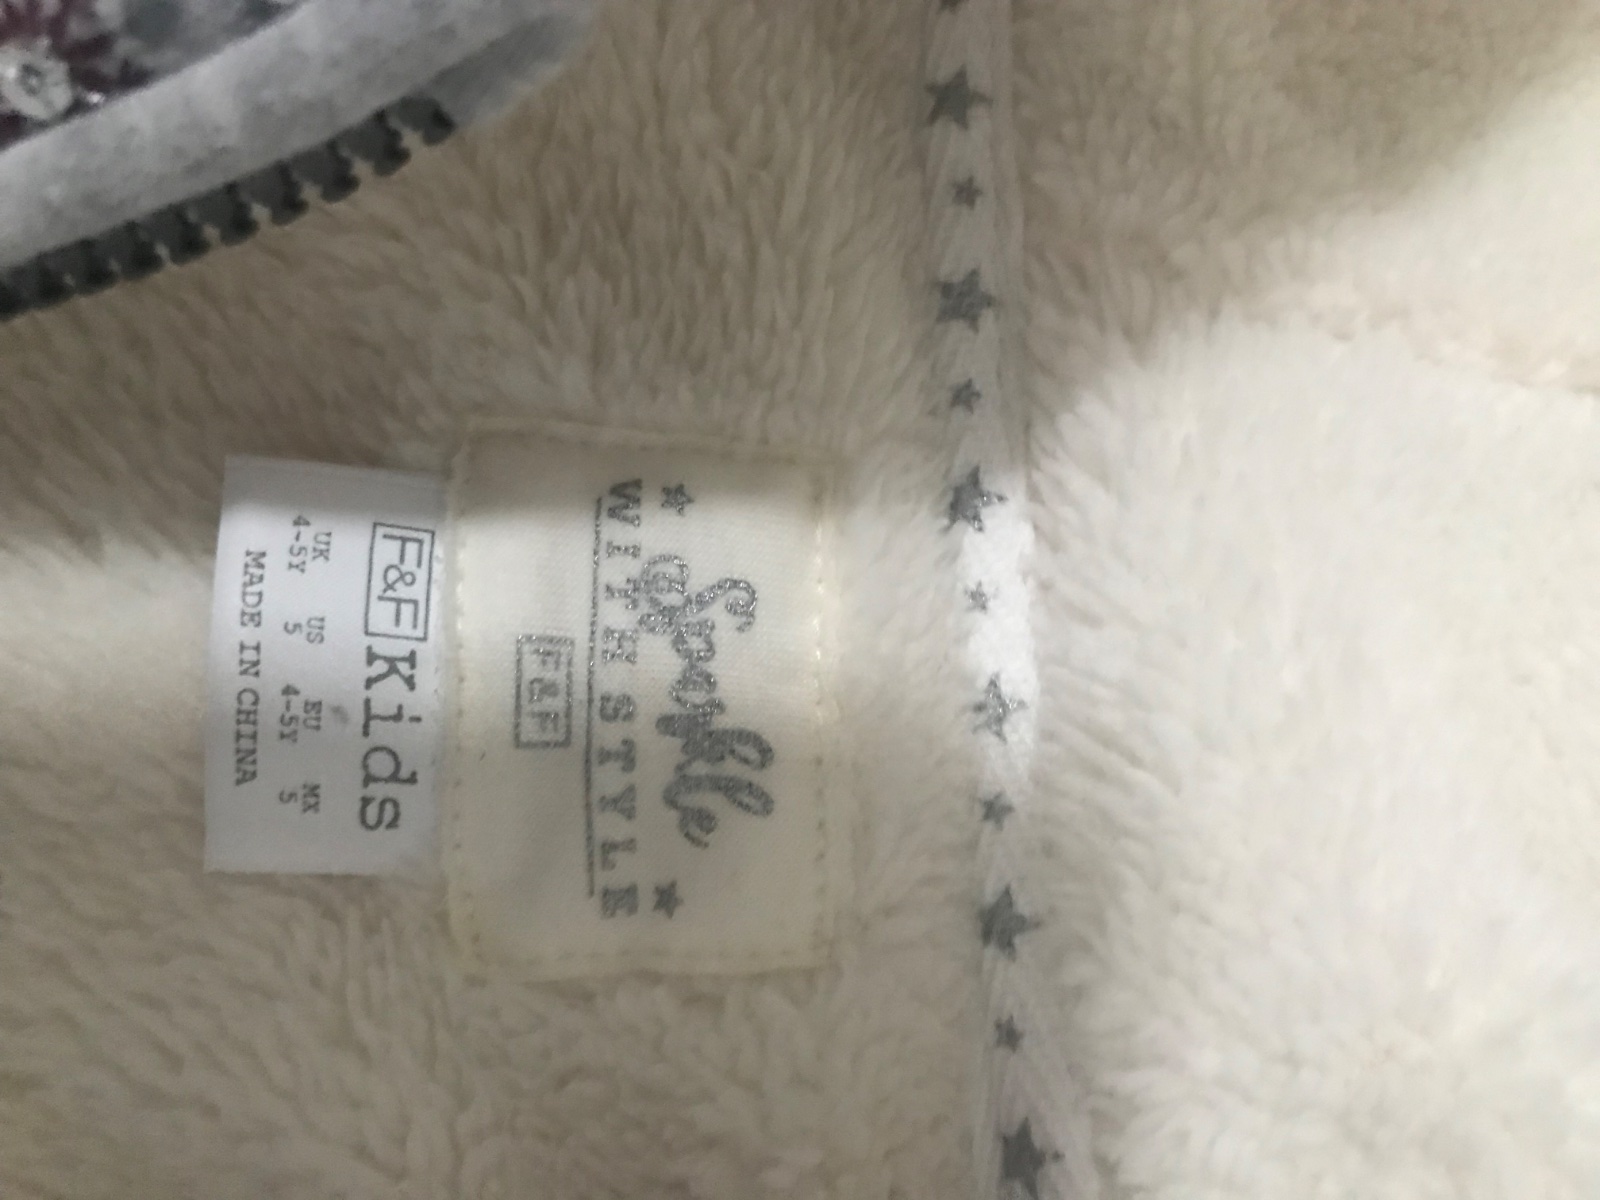 Sparkle
WITH STYLE
F&F
F&F Kids
UK US EU MX
4-5Y 5 4-5Y 5
MADE IN CHINA